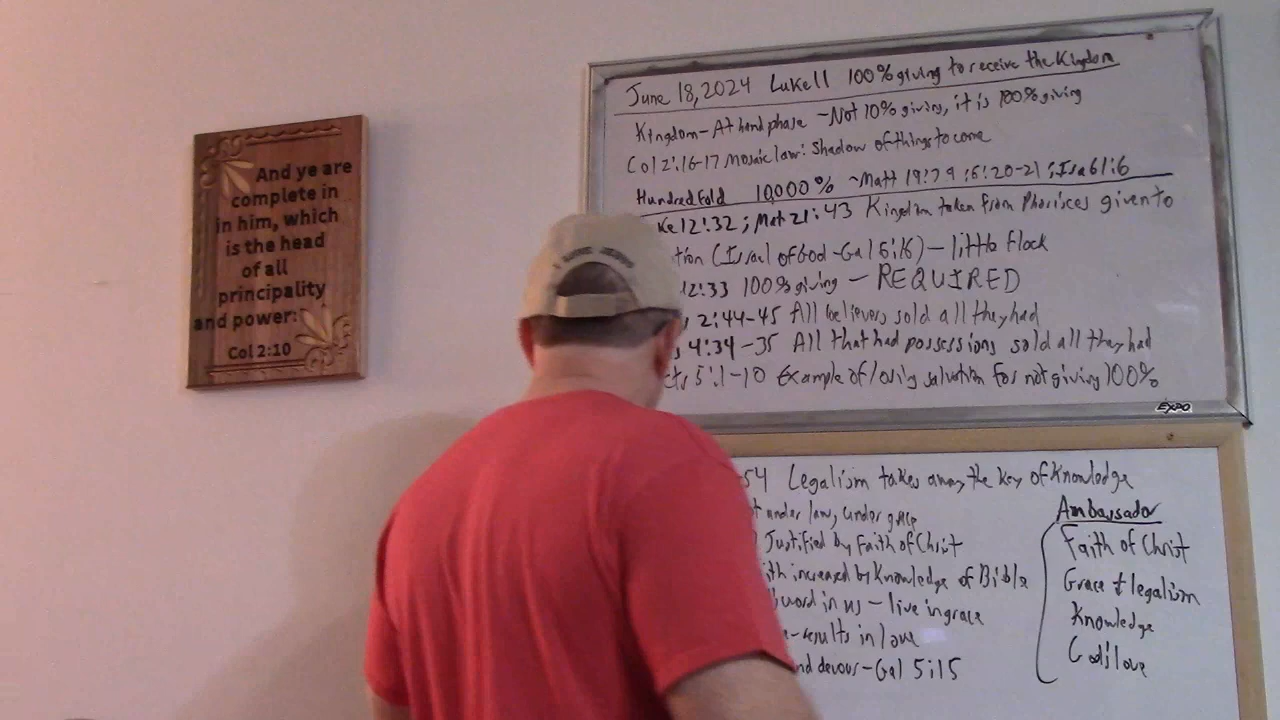 And ye are
complete in
in him, which
is the head
of all
principality
and power:
Col 2:10
June 18, 2024 Luke 11 100% giving to receive the Kingdom
Kingdom - At hand phase ~ Not 10% giving, it is 100% giving
Col 2:16-17 Mosaic law: Shadow of things to come
Hundredfold 10,000% ~ Matt 19:29; 6:20-21; Isa 61:6
ke 12:32; Mat 21:43 Kingdom taken from Pharisees given to
tion (Israel of God - Gal 6:16) - little flock
12:33 100% giving - REQUIRED
2:44-45 All believers sold all they had
4:34-35 All that had possessions sold all they had
cts 5:1-10 Example of losing salvation for not giving 100%
EXPO
54 Legalism takes away the key of Knowledge
t under law, under grace
Justified by Faith of Christ
ith increased by Knowledge of Bible
word in us - live in grace
e - results in love
nd devour - Gal 5:15
Ambassador
Faith of Christ
Grace ≠ legalism
Knowledge
God's love